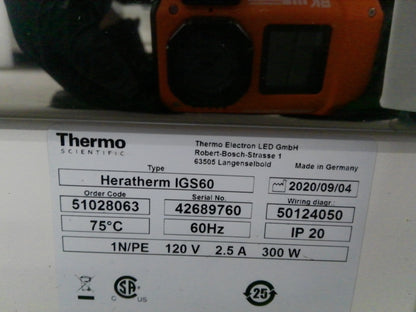 Thermo
SCIENTIFIC
Thermo Electron LED GmbH
Robert-Bosch-Strasse 1
63505 Langenselbold
Made in Germany
Type
Heratherm IGS60
2020/09/04
Order Code
Serial No.
Wiring diagr.
51028063
42689760
50124050
75°C
60Hz
IP 20
1N/PE 120 V 2.5 A 300 W
C
US
25